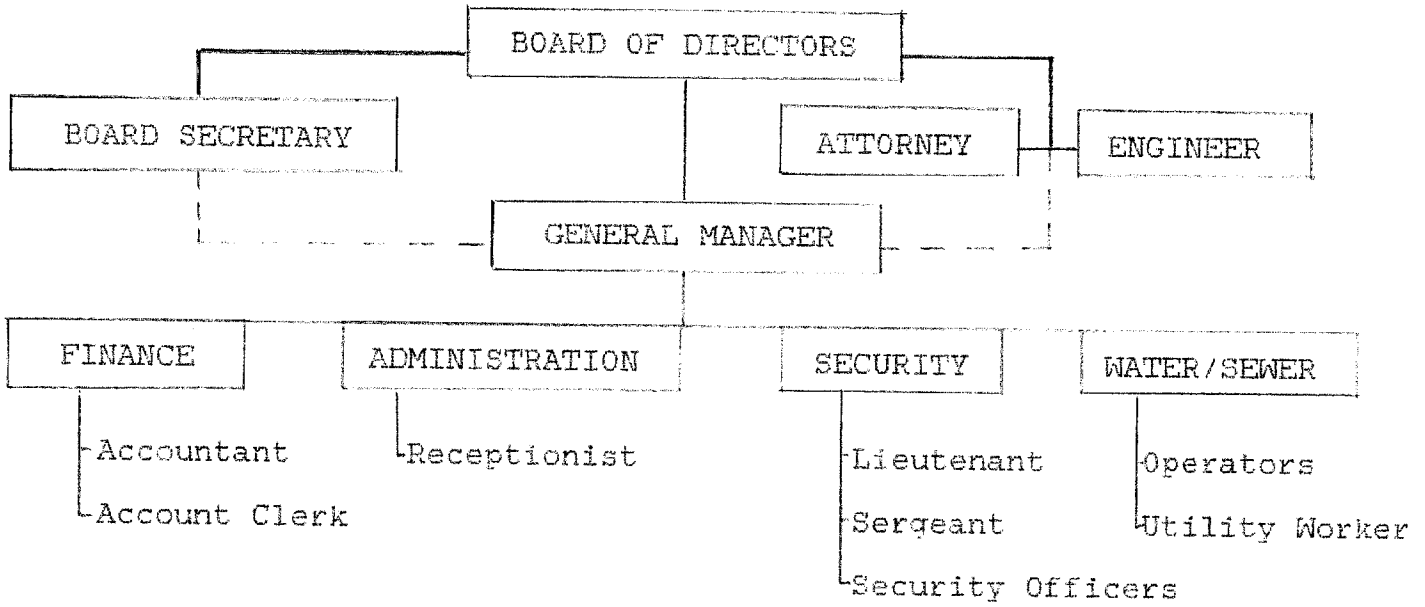 BOARD OF DIRECTORS
BOARD SECRETARY
ATTORNEY
ENGINEER
GENERAL MANAGER
FINANCE
ADMINISTRATION
SECURITY
WATER/SEWER
Accountant
Account Clerk
Receptionist
Lieutenant
Sergeant
Security Officers
Operators
Utility Worker